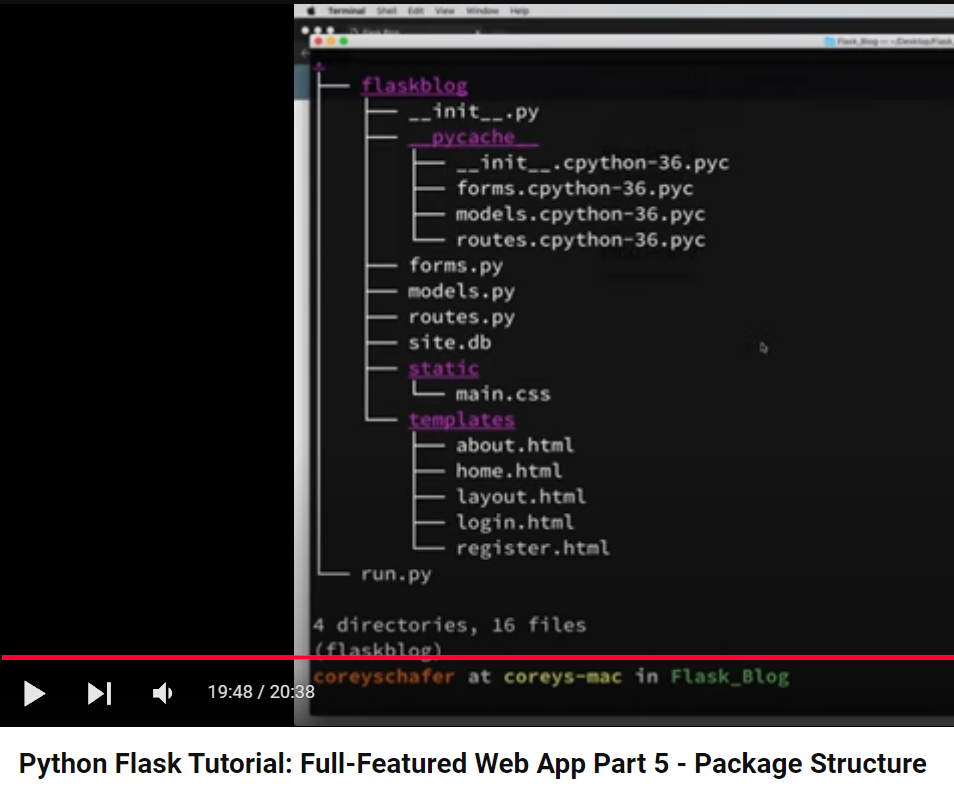 Terminal Shell Edit View Window Help
Flask_Blog — ~/Desktop/Flask_
.
├── flaskblog
│   ├── __init__.py
│   ├── __pycache__
│   │   ├── __init__.cpython-36.pyc
│   │   ├── forms.cpython-36.pyc
│   │   ├── models.cpython-36.pyc
│   │   └── routes.cpython-36.pyc
│   ├── forms.py
│   ├── models.py
│   ├── routes.py
│   ├── site.db
│   ├── static
│   │   └── main.css
│   └── templates
│       ├── about.html
│       ├── home.html
│       ├── layout.html
│       ├── login.html
│       └── register.html
└── run.py
4 directories, 16 files
(flaskblog)
coreyschafer at coreys-mac in Flask_Blog
19:48 / 20:38
Python Flask Tutorial: Full-Featured Web App Part 5 - Package Structure